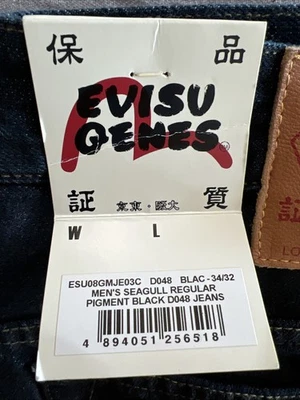 保 品
EVISU
GENES
証 質
東京・大阪
W L
ESU08GMJE03C D048 BLAC - 34/32
MEN'S SEAGULL REGULAR
PIGMENT BLACK D048 JEANS
4 894051 256518